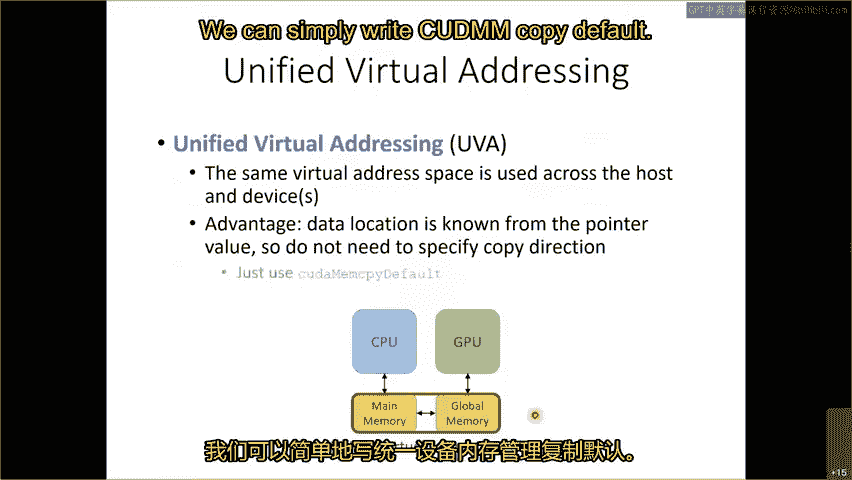 We can simply write CUDMM copy default.
Unified Virtual Addressing
• Unified Virtual Addressing (UVA)
• The same virtual address space is used across the host
and device(s)
• Advantage: data location is known from the pointer
value, so do not need to specify copy direction
• Just use cudaMemcpyDefault
CPU
GPU
Main
Memory
Global
Memory
我们可以简单地写统一设备内存管理复制默认。
+15